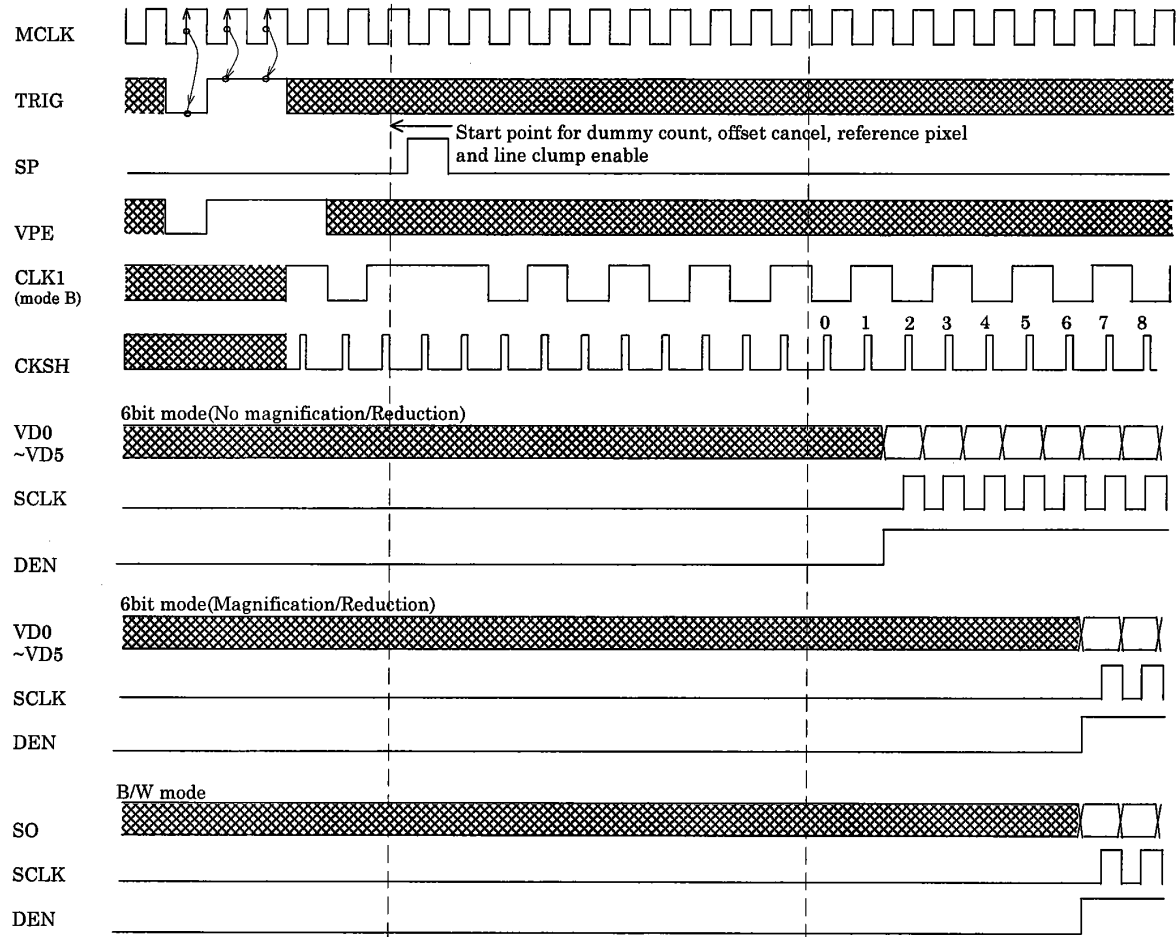 MCLK
TRIG
Start point for dummy count, offset cancel, reference pixel
and line clump enable
SP
VPE
CLK1
(mode B)
0 1 2 3 4 5 6 7 8
CKSH
6bit mode(No magnification/Reduction)
VD0
~VD5
SCLK
DEN
6bit mode(Magnification/Reduction)
VD0
~VD5
SCLK
DEN
B/W mode
SO
SCLK
DEN